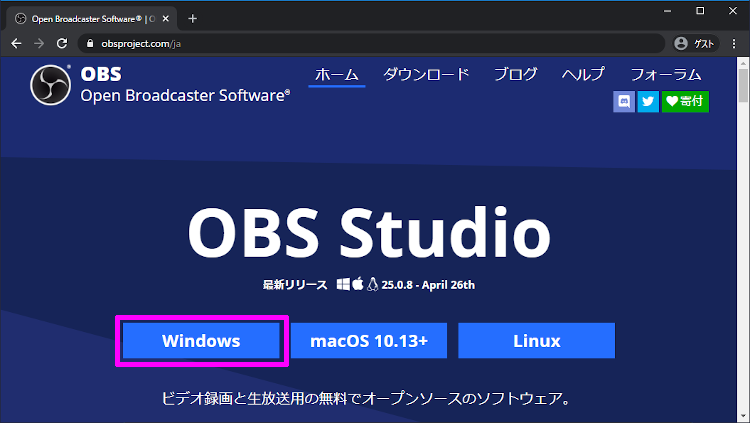 Open Broadcaster Software® | O
obsproject.com/ja
ゲスト
OBS
Open Broadcaster Software®
ホーム ダウンロード ブログ ヘルプ フォーラム
寄付
OBS Studio
最新リリース 25.0.8 - April 26th
Windows macOS 10.13+ Linux
ビデオ録画と生放送用の無料でオープンソースのソフトウェア。